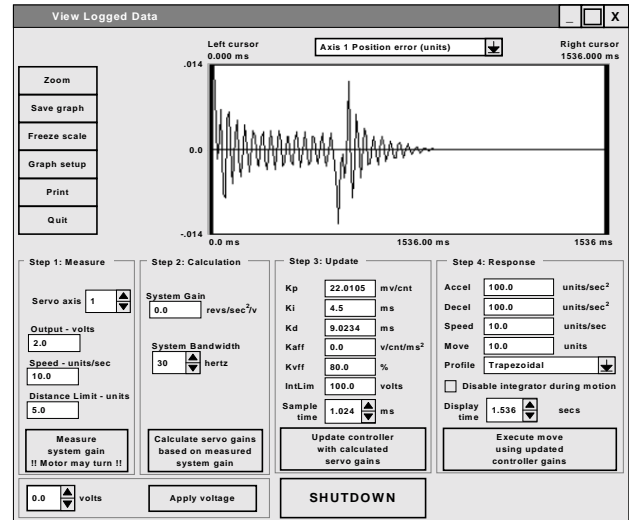 View Logged Data
_ X
Left cursor
0.000 ms
Axis 1 Position error (units)
Right cursor
1536.000 ms
Zoom
Save graph
Freeze scale
Graph setup
Print
Quit
.014
0.0
-.014
0.0 ms 1536.00 ms 1536 ms
Step 1: Measure
Servo axis 1
Output - volts
2.0
Speed - units/sec
10.0
Distance Limit - units
5.0
Measure
system gain
!! Motor may turn !!
Step 2: Calculation
System Gain
0.0 revs/sec²/v
System Bandwidth
30 hertz
Calculate servo gains
based on measured
system gain
Step 3: Update
Kp 22.0105 mv/cnt
Ki 4.5 ms
Kd 9.0234 ms
Kaff 0.0 v/cnt/ms²
Kvff 80.0 %
IntLim 100.0 volts
Sample
time 1.024 ms
Update controller
with calculated
servo gains
Step 4: Response
Accel 100.0 units/sec²
Decel 100.0 units/sec²
Speed 10.0 units/sec
Move 10.0 units
Profile Trapezoidal
Disable integrator during motion
Display
time 1.536 secs
Execute move
using updated
controller gains
0.0 volts
Apply voltage
SHUTDOWN